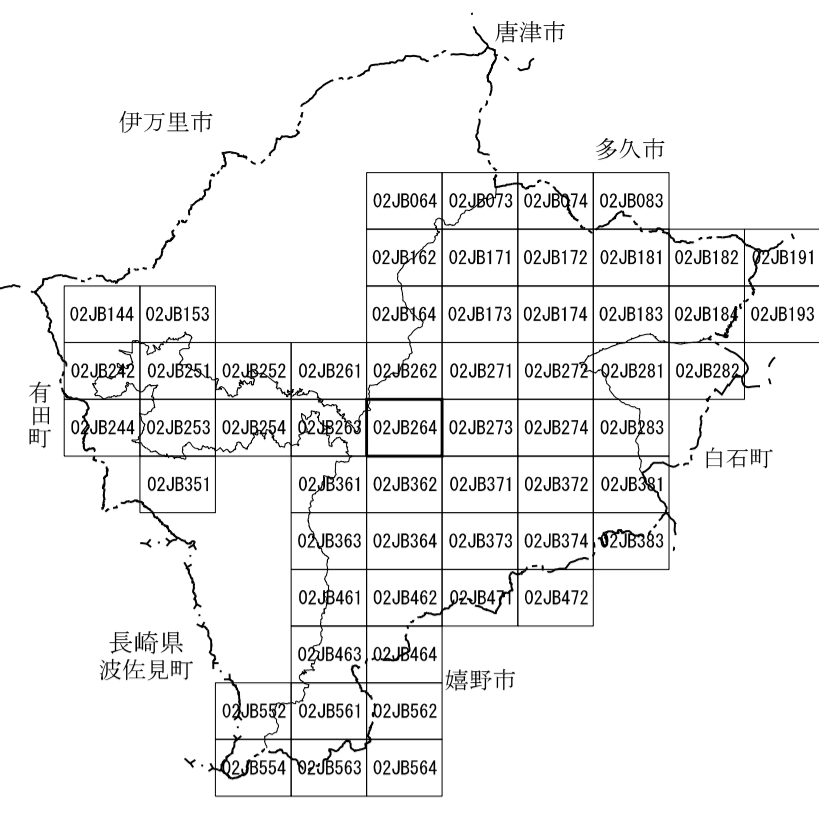 唐津市
伊万里市
多久市
02JB064 02JB073 02JB074 02JB083
02JB162 02JB171 02JB172 02JB181 02JB182 02JB191
02JB144 02JB153 02JB164 02JB173 02JB174 02JB183 02JB184 02JB193
02JB242 02JB251 02JB252 02JB261 02JB262 02JB271 02JB272 02JB281 02JB282
有田町
02JB244 02JB253 02JB254 02JB263 02JB264 02JB273 02JB274 02JB283
白石町
02JB351 02JB361 02JB362 02JB371 02JB372 02JB381
02JB363 02JB364 02JB373 02JB374 02JB383
02JB461 02JB462 02JB471 02JB472
長崎県
波佐見町
02JB463 02JB464
嬉野市
02JB552 02JB561 02JB562
02JB554 02JB563 02JB564